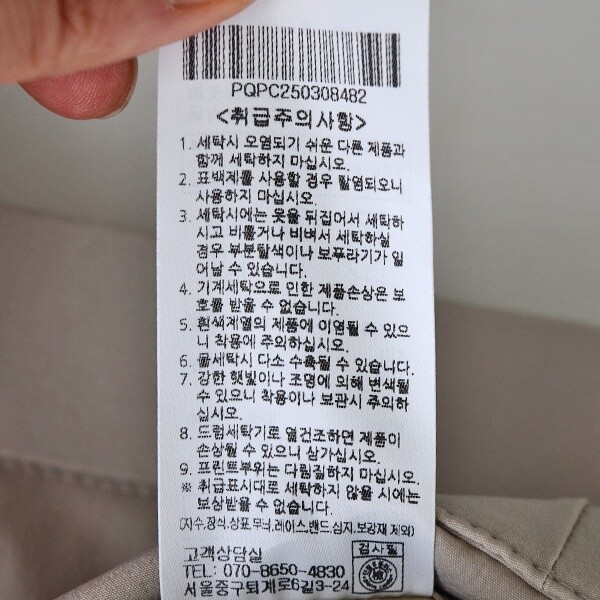 PQPC250308482
<취급주의사항>
1. 세탁시 오염되기 쉬운 다른 제품과
함께 세탁하지 마십시오.
2. 표백제를 사용할 경우 탈염되오니
사용하지 마십시오.
3. 세탁시에는 옷을 뒤집어서 세탁하
시고 비틀거나 비벼서 세탁하실
경우 부분탈색이나 보푸라기가 일
어날 수 있습니다.
4. 기계세탁으로 인한 제품손상은 보
호를 받을 수 없습니다.
5. 흰색계열의 제품에 이염될 수 있으
니 착용에 주의하십시오.
6. 물세탁시 다소 수축될 수 있습니다.
7. 강한 햇빛이나 조명에 의해 변색될
수 있으니 착용이나 보관시 주의하
십시오.
8. 드럼세탁기로 열건조하면 제품이
손상될 수 있으니 삼가십시오.
9. 프린트부위는 다림질하지 마십시오.
※ 취급표시대로 세탁하지 않을 시에는
보상받을 수 없습니다.
(자수,장식,상표,무늬,레이스,밴드,심지,보강재 제외)
고객상담실
검사필
TEL: 070-8650-4830
서울중구퇴계로6길3-24